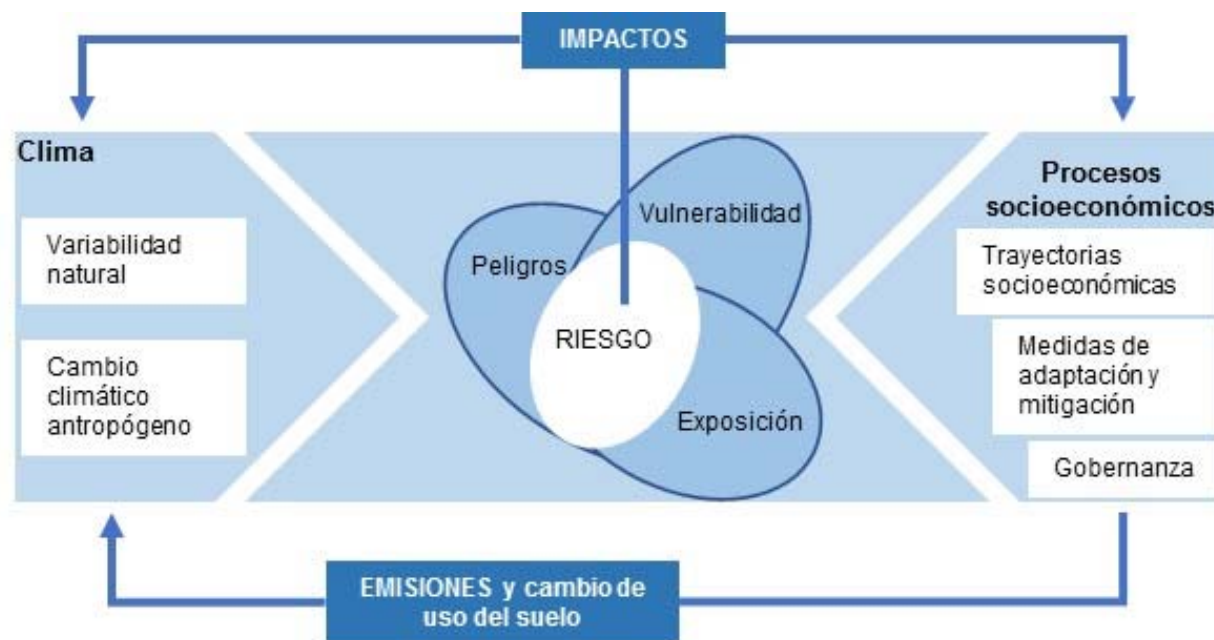 IMPACTOS
Clima
Variabilidad
natural
Cambio
climático
antropógeno
Peligros
Vulnerabilidad
RIESGO
Exposición
Procesos
socioeconómicos
Trayectorias
socioeconómicas
Medidas de
adaptación y
mitigación
Gobernanza
EMISIONES y cambio de
uso del suelo